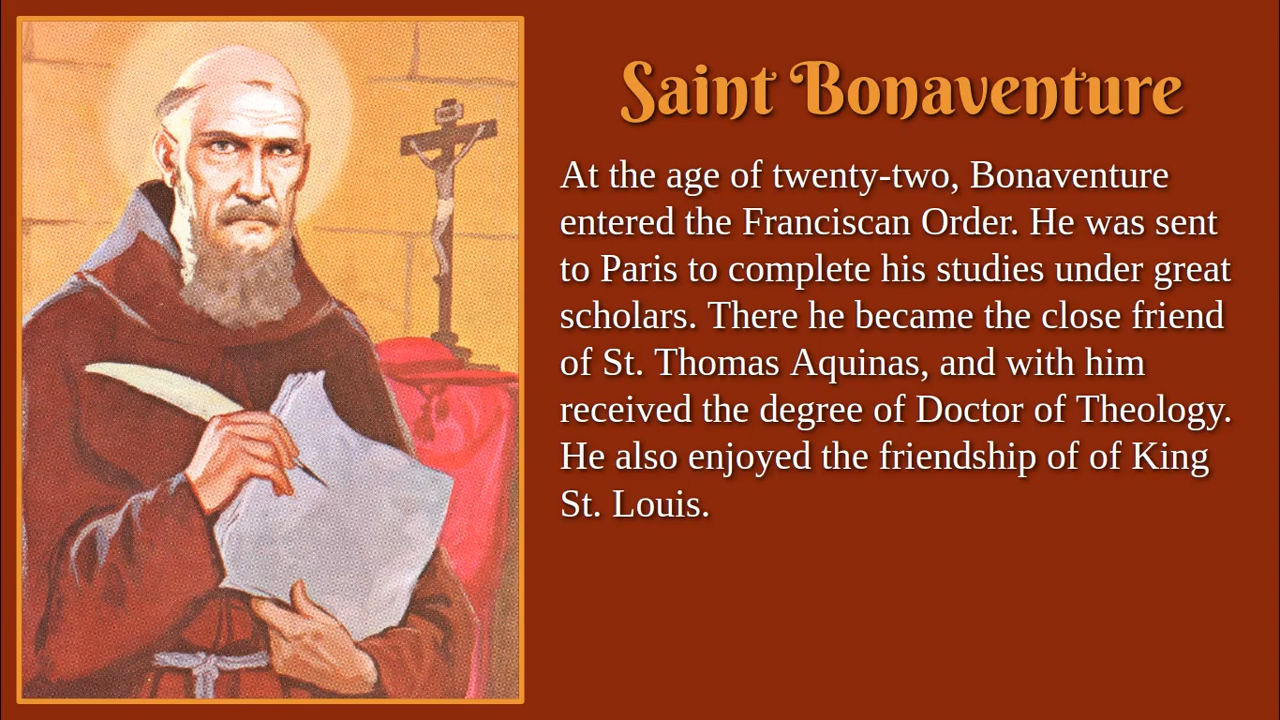 Saint Bonaventure
At the age of twenty-two, Bonaventure
entered the Franciscan Order. He was sent
to Paris to complete his studies under great
scholars. There he became the close friend
of St. Thomas Aquinas, and with him
received the degree of Doctor of Theology.
He also enjoyed the friendship of of King
St. Louis.